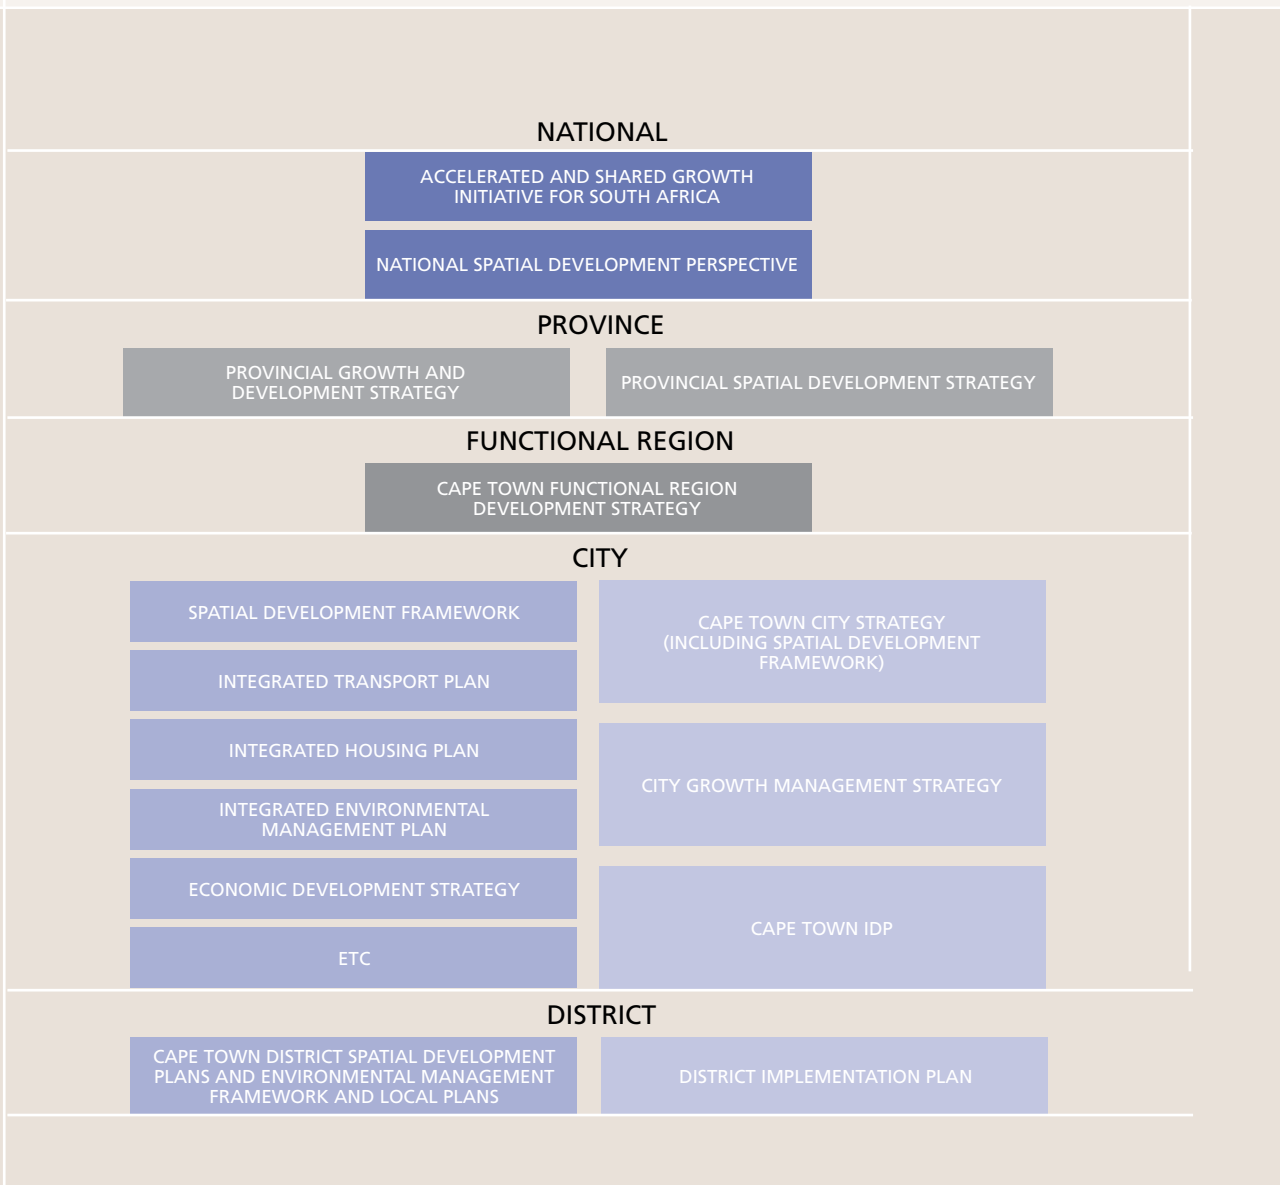 NATIONAL
ACCELERATED AND SHARED GROWTH
INITIATIVE FOR SOUTH AFRICA
NATIONAL SPATIAL DEVELOPMENT PERSPECTIVE
PROVINCE
PROVINCIAL GROWTH AND
DEVELOPMENT STRATEGY
PROVINCIAL SPATIAL DEVELOPMENT STRATEGY
FUNCTIONAL REGION
CAPE TOWN FUNCTIONAL REGION
DEVELOPMENT STRATEGY
CITY
SPATIAL DEVELOPMENT FRAMEWORK
INTEGRATED TRANSPORT PLAN
INTEGRATED HOUSING PLAN
INTEGRATED ENVIRONMENTAL
MANAGEMENT PLAN
ECONOMIC DEVELOPMENT STRATEGY
ETC
CAPE TOWN CITY STRATEGY
(INCLUDING SPATIAL DEVELOPMENT
FRAMEWORK)
CITY GROWTH MANAGEMENT STRATEGY
CAPE TOWN IDP
DISTRICT
CAPE TOWN DISTRICT SPATIAL DEVELOPMENT
PLANS AND ENVIRONMENTAL MANAGEMENT
FRAMEWORK AND LOCAL PLANS
DISTRICT IMPLEMENTATION PLAN